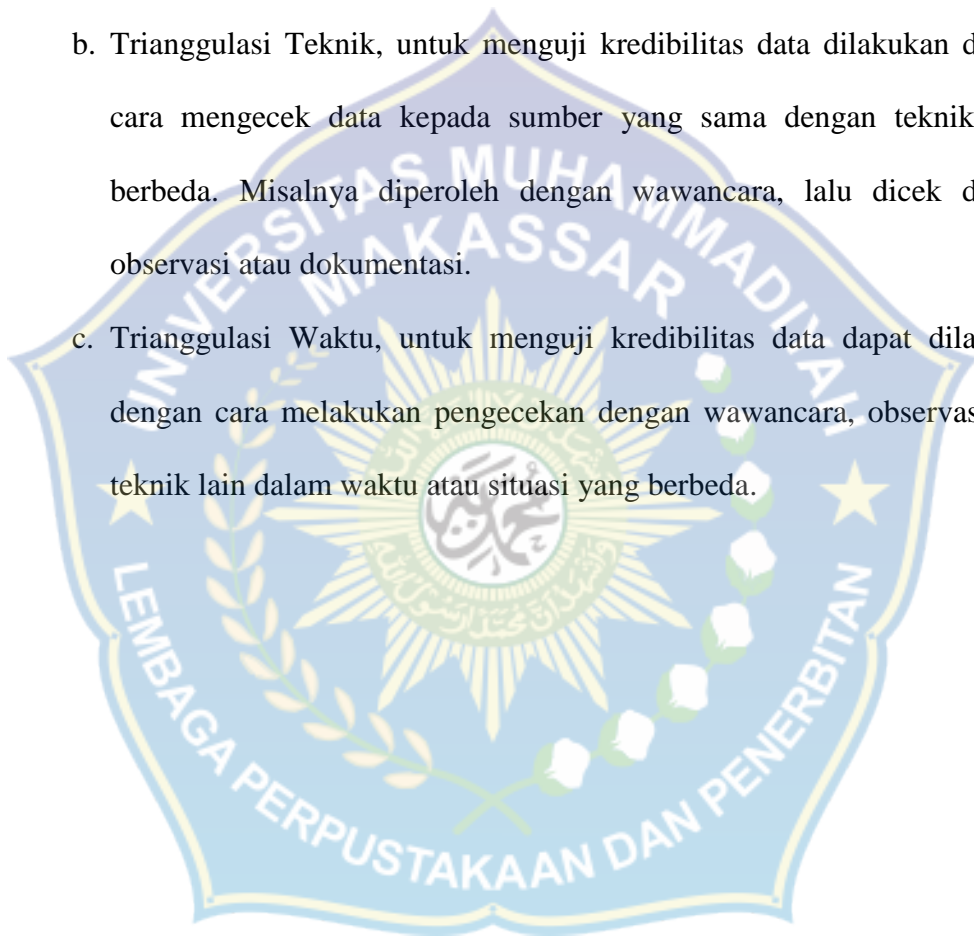 b. Trianggulasi Teknik, untuk menguji kredibilitas data dilakukan d
cara mengecek data kepada sumber yang sama dengan teknik
berbeda. Misalnya diperoleh dengan wawancara, lalu dicek d
observasi atau dokumentasi.
c. Trianggulasi Waktu, untuk menguji kredibilitas data dapat dila
dengan cara melakukan pengecekan dengan wawancara, observas
teknik lain dalam waktu atau situasi yang berbeda.
UNIVERSITAS MUHAMMADIYAH
MAKASSAR
محمدية
LEMBAGA PERPUSTAKAAN DAN PENERBITAN